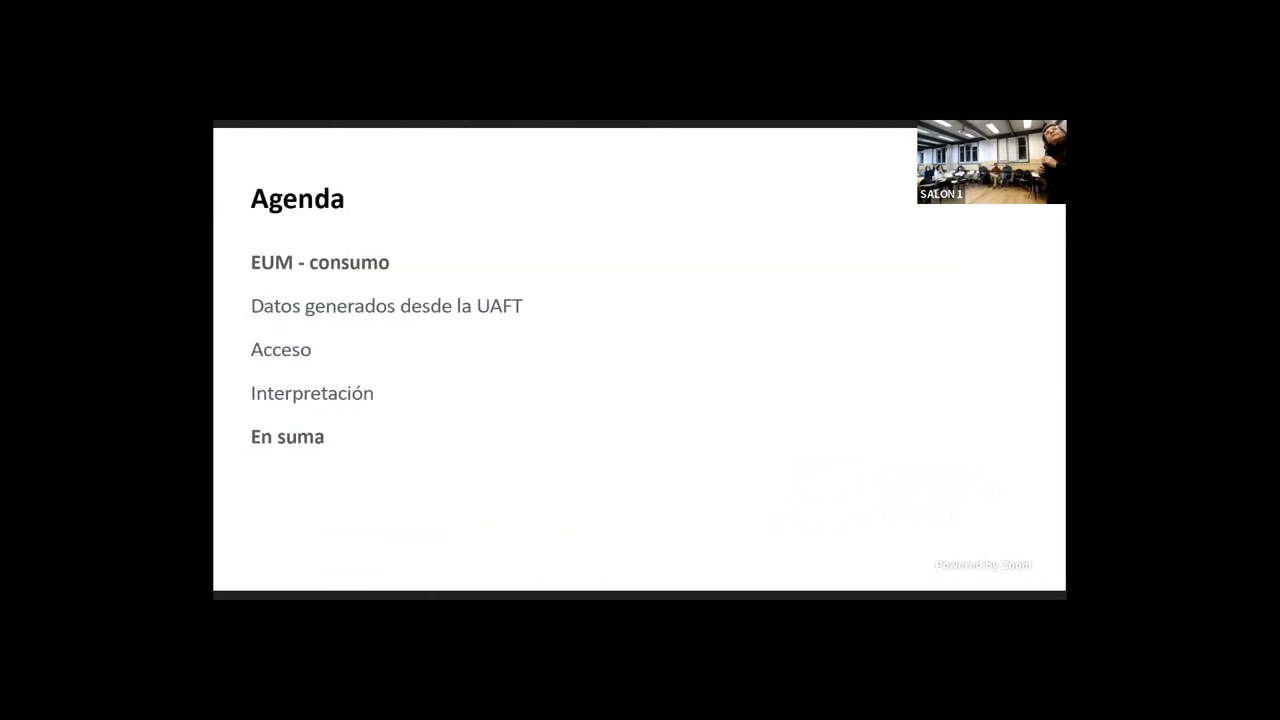 SALON 1
Agenda
EUM - consumo
Datos generados desde la UAFT
Acceso
Interpretación
En suma
Powered by Zoom